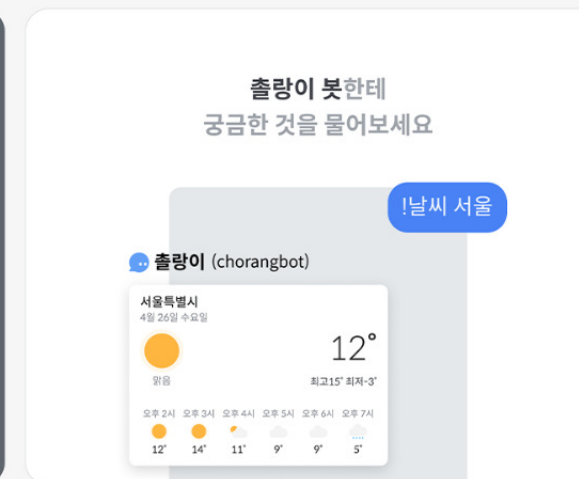 촐랑이 봇한테
궁금한 것을 물어보세요
!날씨 서울
촐랑이 (chorangbot)
서울특별시
4월 26일 수요일
12°
맑음
최고15° 최저-3°
오후 2시 오후 3시 오후 4시 오후 5시 오후 6시 오후 7시
12° 14° 11° 9° 9° 5°